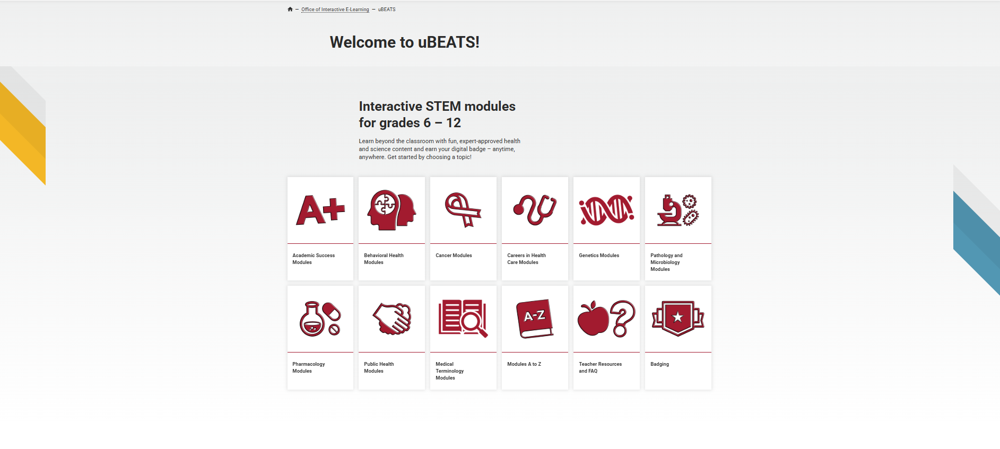 — Office of Interactive E-Learning — uBEATS
Welcome to uBEATS!
Interactive STEM modules
for grades 6 – 12
Learn beyond the classroom with fun, expert-approved health
and science content and earn your digital badge – anytime,
anywhere. Get started by choosing a topic!
A+
Academic Success
Modules
Behavioral Health
Modules
Cancer Modules
Careers in Health
Care Modules
Genetics Modules
Pathology and
Microbiology
Modules
Pharmacology
Modules
Public Health
Modules
Medical
Terminology
Modules
A-Z
Modules A to Z
?
Teacher Resources
and FAQ
Badging